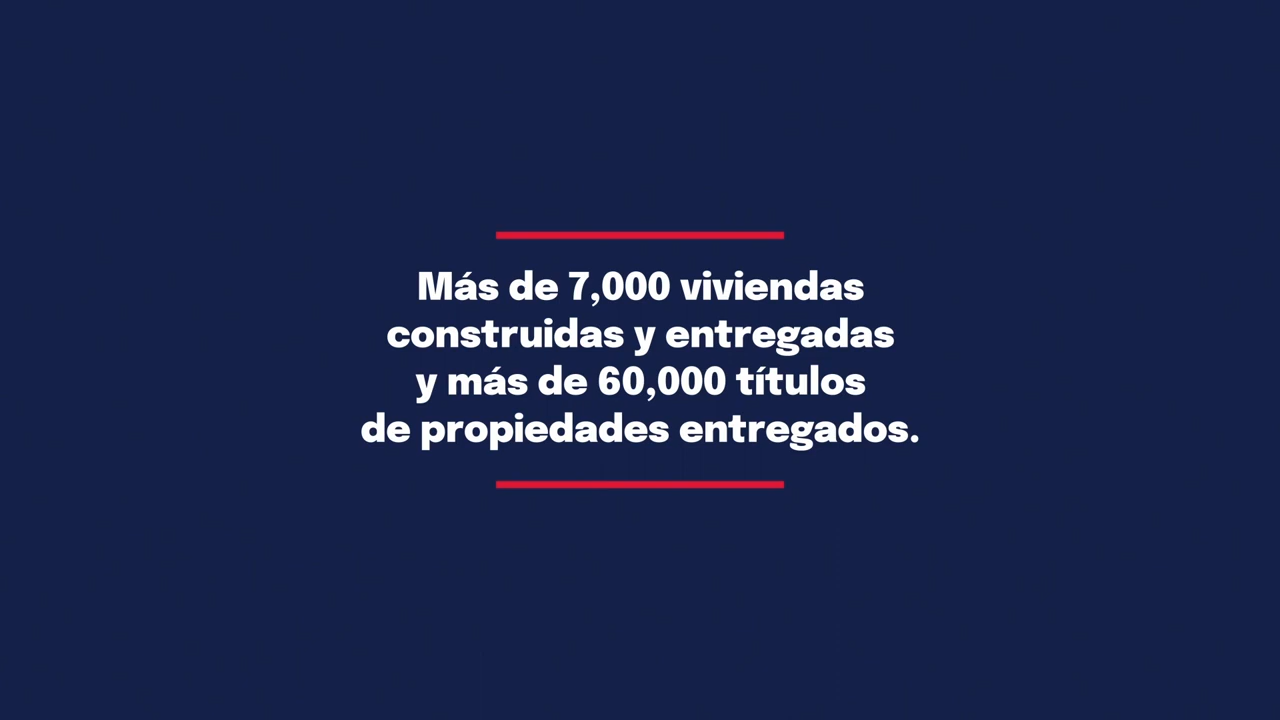 Más de 7,000 viviendas
construidas y entregadas
y más de 60,000 títulos
de propiedades entregados.